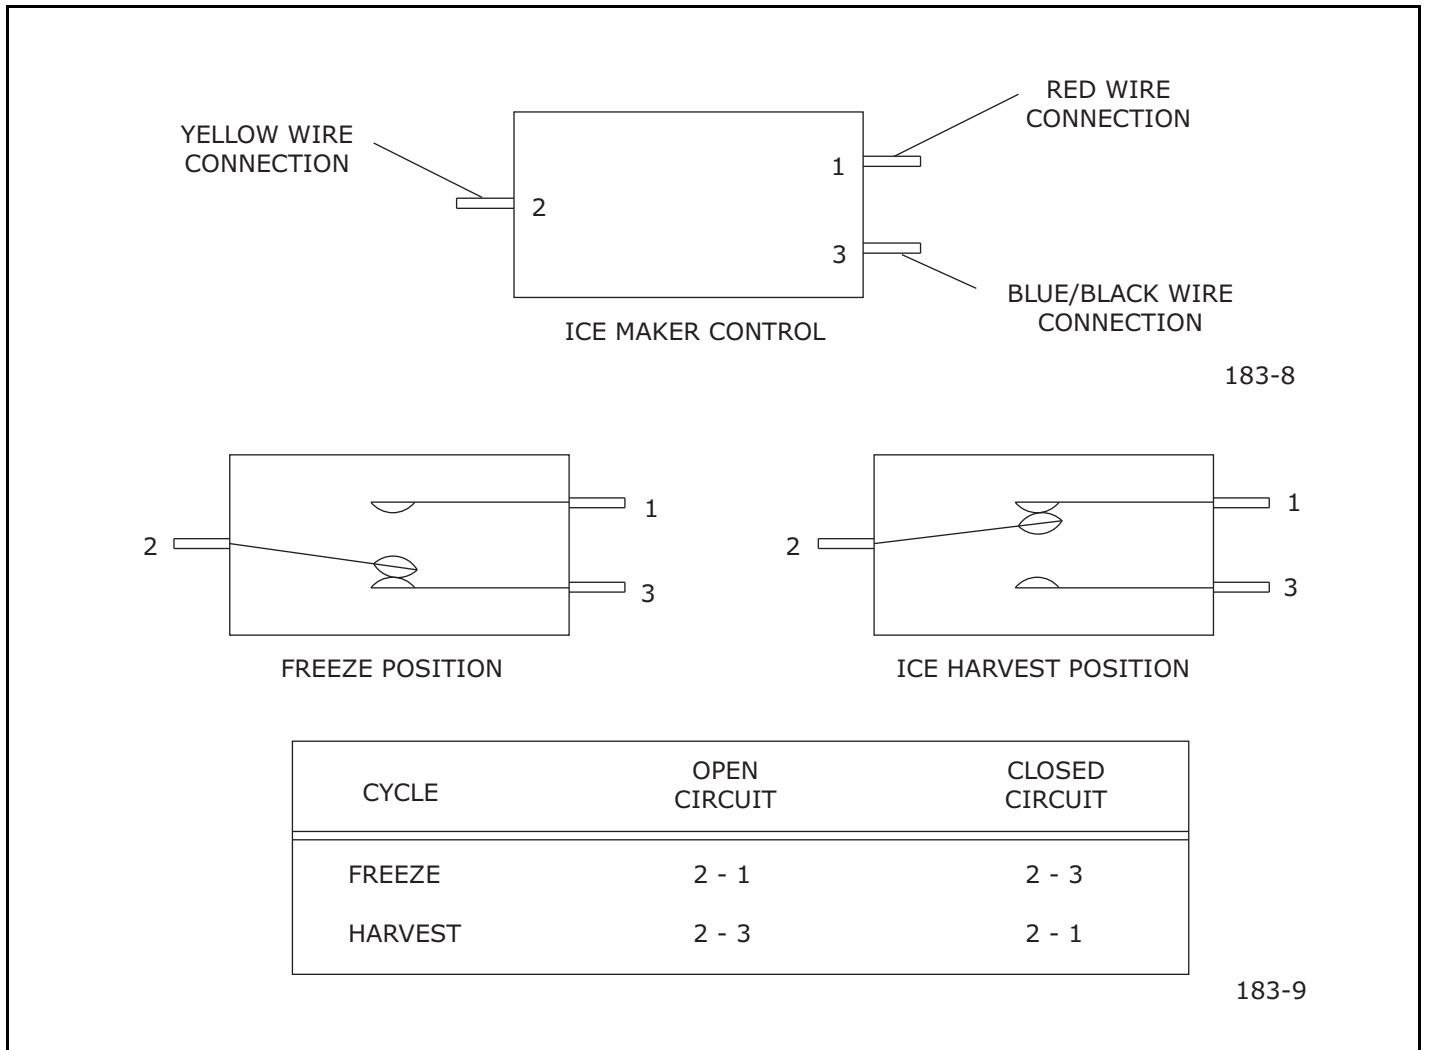 RED WIRE
CONNECTION
YELLOW WIRE
CONNECTION
1
2
3
BLUE/BLACK WIRE
CONNECTION
ICE MAKER CONTROL
183-8
1
2
3
FREEZE POSITION
1
2
3
ICE HARVEST POSITION
CYCLE
OPEN
CIRCUIT
CLOSED
CIRCUIT
FREEZE 2 - 1 2 - 3
HARVEST 2 - 3 2 - 1
183-9